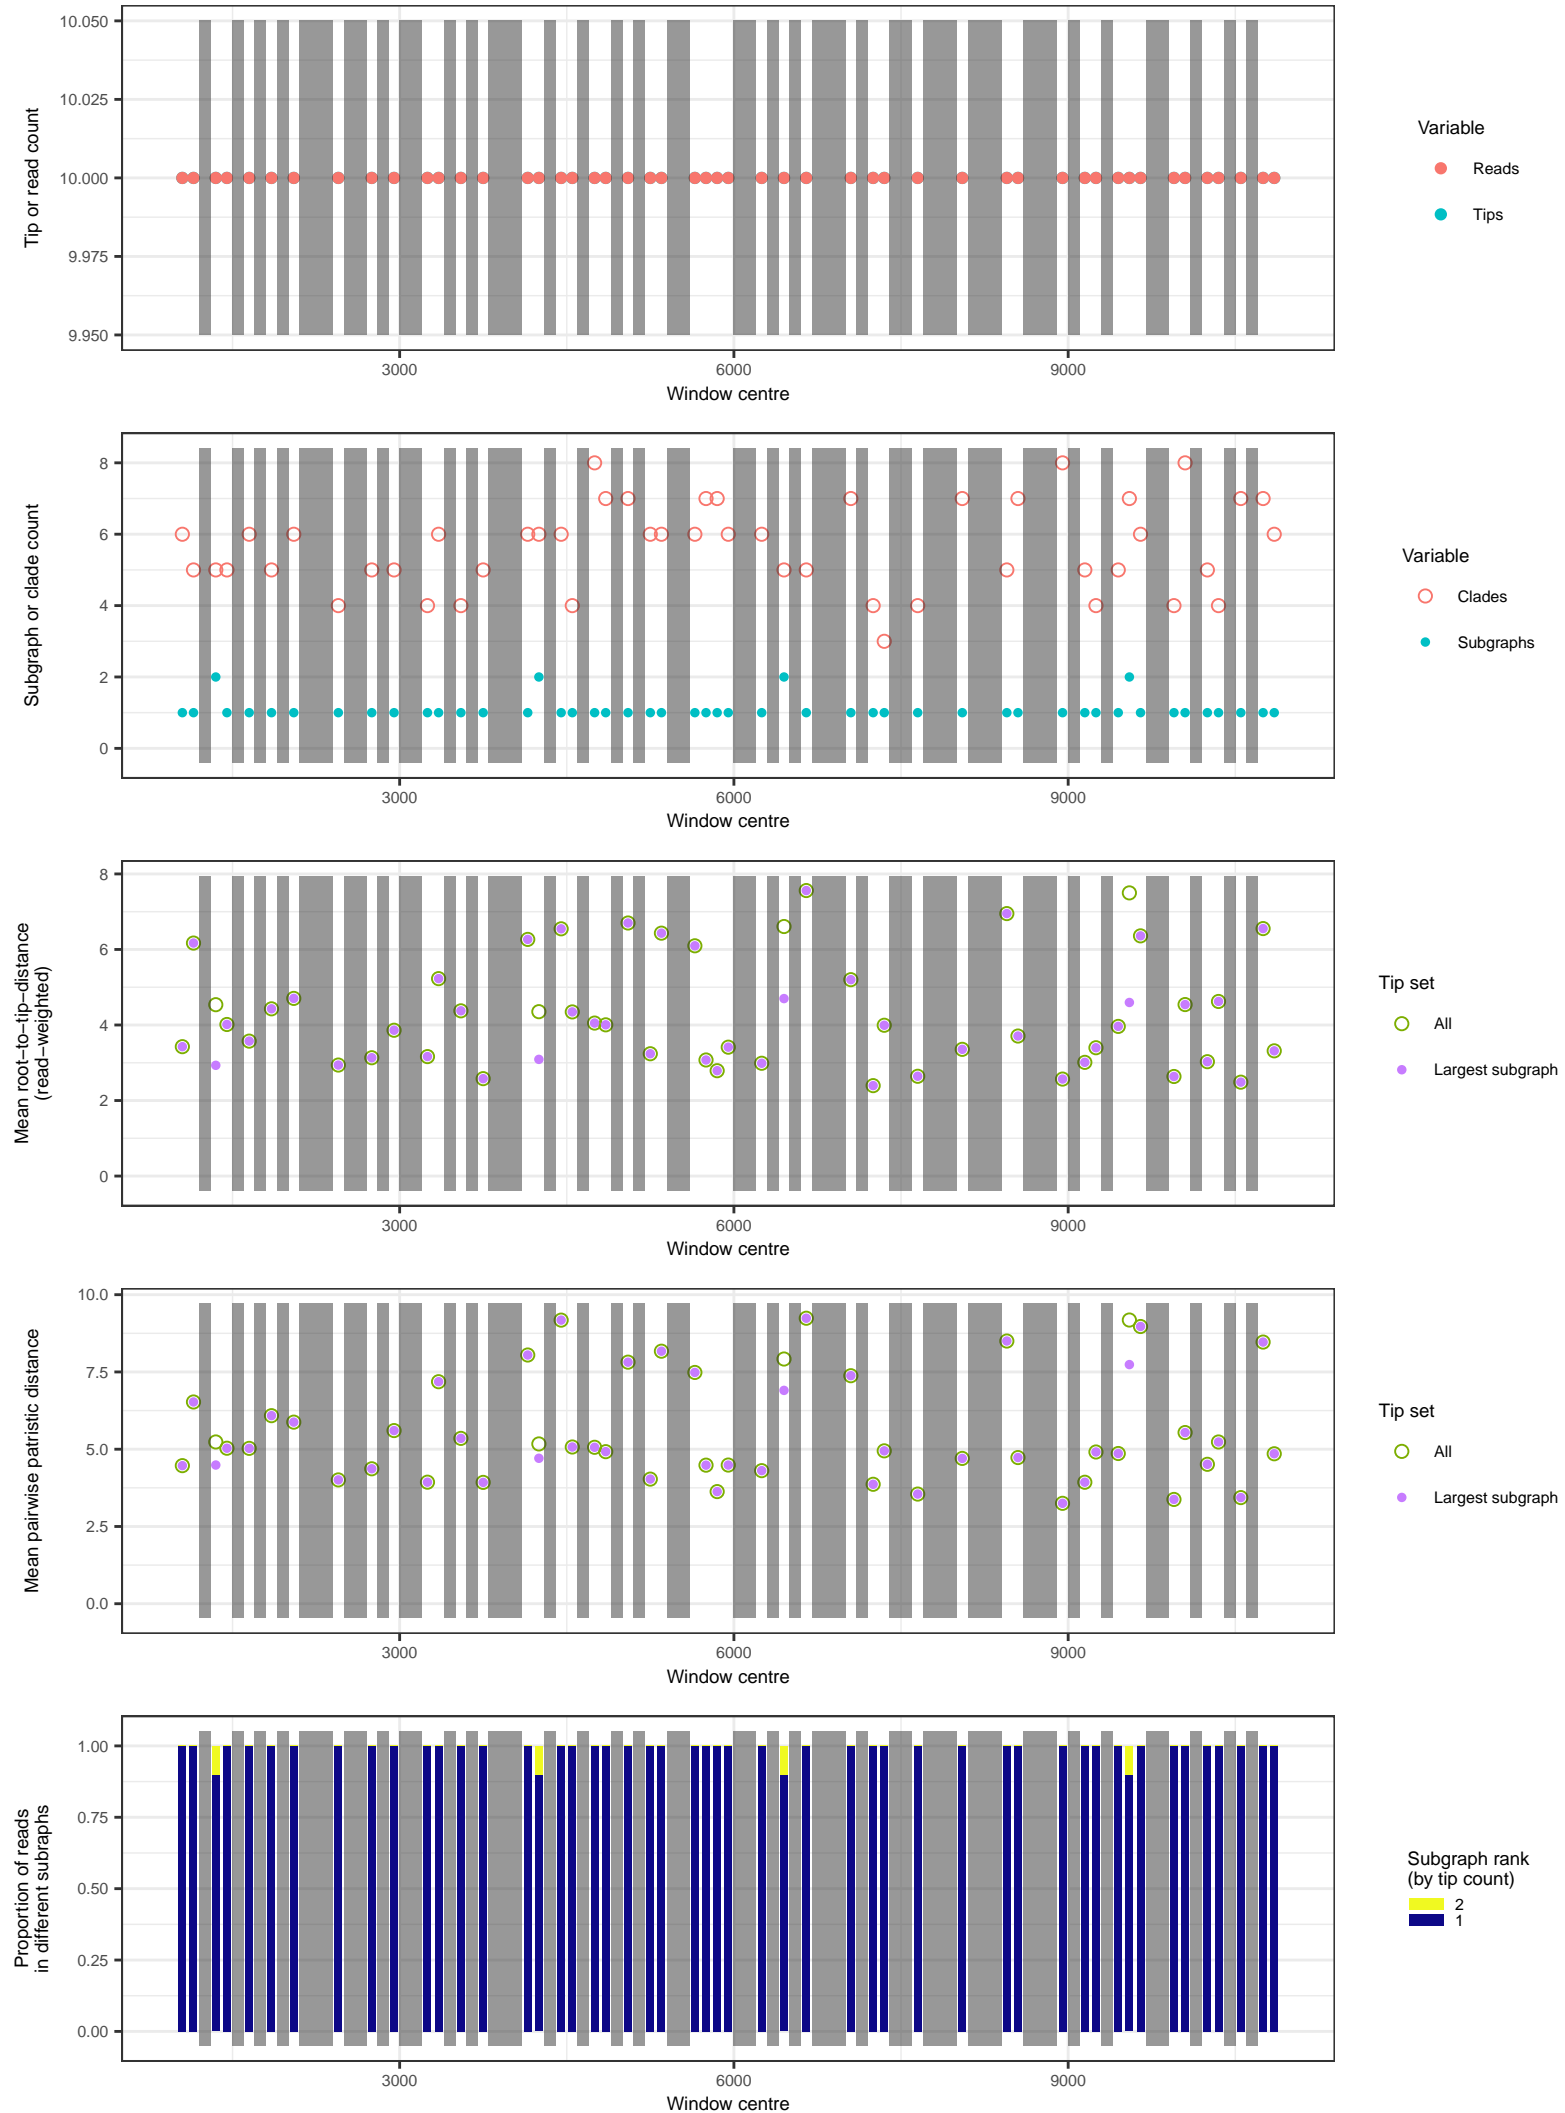 10.050
10.025
10.000
9.975
9.950
Tip or read count
3000
6000
9000
Window centre
Variable
Reads
Tips
8
6
4
2
0
Subgraph or clade count
3000
6000
9000
Window centre
Variable
Clades
Subgraphs
8
6
4
2
0
Mean root−to−tip−distance
(read−weighted)
3000
6000
9000
Window centre
Tip set
All
Largest subgraph
10.0
7.5
5.0
2.5
0.0
Mean pairwise patristic distance
3000
6000
9000
Window centre
Tip set
All
Largest subgraph
1.00
0.75
0.50
0.25
0.00
Proportion of reads
in different subraphs
3000
6000
9000
Window centre
Subgraph rank
(by tip count)
2
1